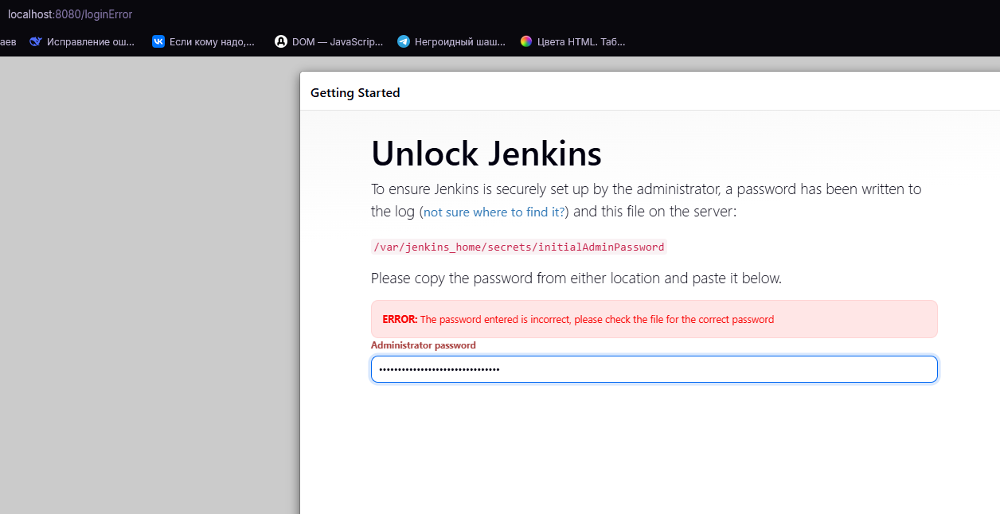 localhost:8080/loginError
аев Исправление ош... Если кому надо,... DOM — JavaScrip... Негроидный шаш... Цвета HTML. Таб...
Getting Started
Unlock Jenkins
To ensure Jenkins is securely set up by the administrator, a password has been written to
the log (not sure where to find it?) and this file on the server:
/var/jenkins_home/secrets/initialAdminPassword
Please copy the password from either location and paste it below.
ERROR: The password entered is incorrect, please check the file for the correct password
Administrator password